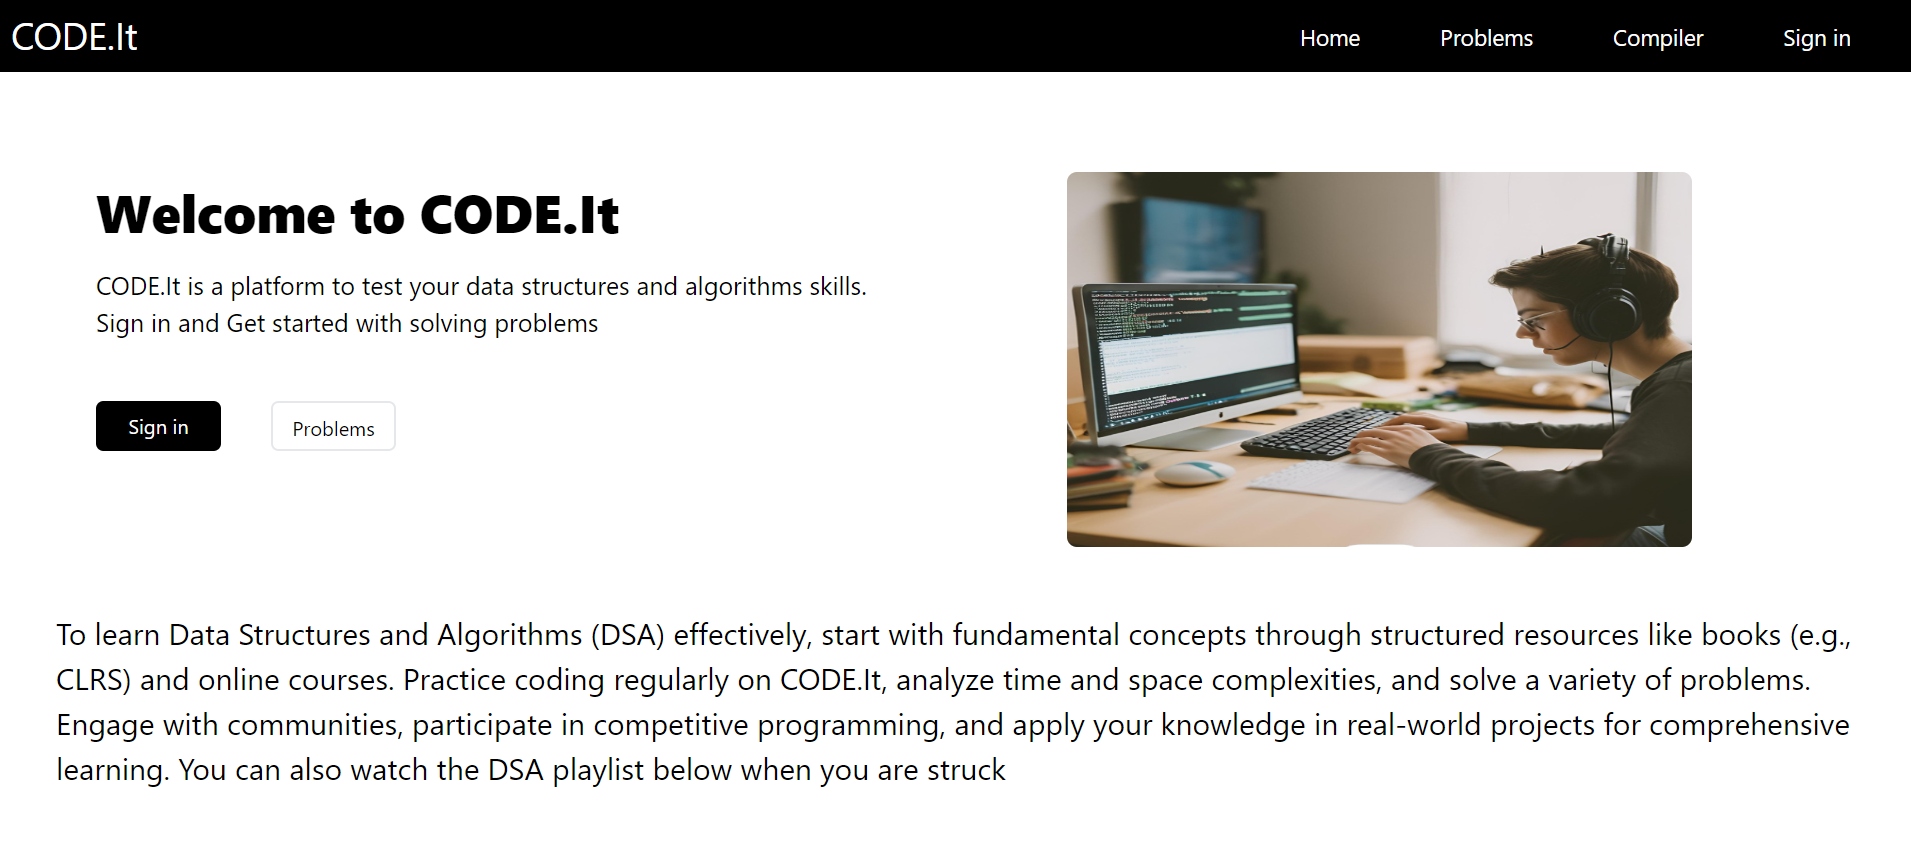 CODE.It
Home
Problems
Compiler
Sign in
Welcome to CODE.It
CODE.It is a platform to test your data structures and algorithms skills.
Sign in and Get started with solving problems
Sign in
Problems
To learn Data Structures and Algorithms (DSA) effectively, start with fundamental concepts through structured resources like books (e.g.,
CLRS) and online courses. Practice coding regularly on CODE.It, analyze time and space complexities, and solve a variety of problems.
Engage with communities, participate in competitive programming, and apply your knowledge in real-world projects for comprehensive
learning. You can also watch the DSA playlist below when you are struck